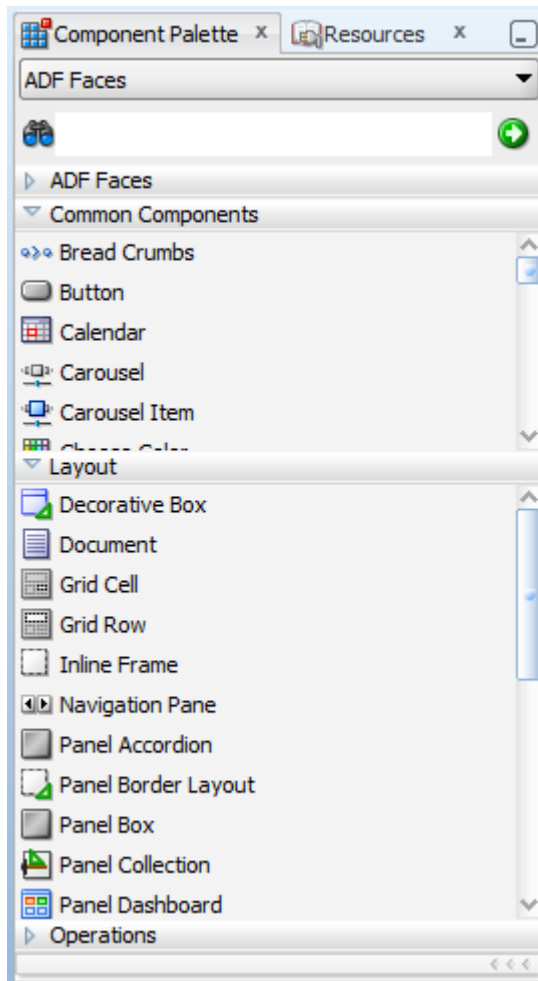 Component Palette x Resources x
ADF Faces
ADF Faces
Common Components
Bread Crumbs
Button
Calendar
Carousel
Carousel Item
Choose Color
Layout
Decorative Box
Document
Grid Cell
Grid Row
Inline Frame
Navigation Pane
Panel Accordion
Panel Border Layout
Panel Box
Panel Collection
Panel Dashboard
Operations